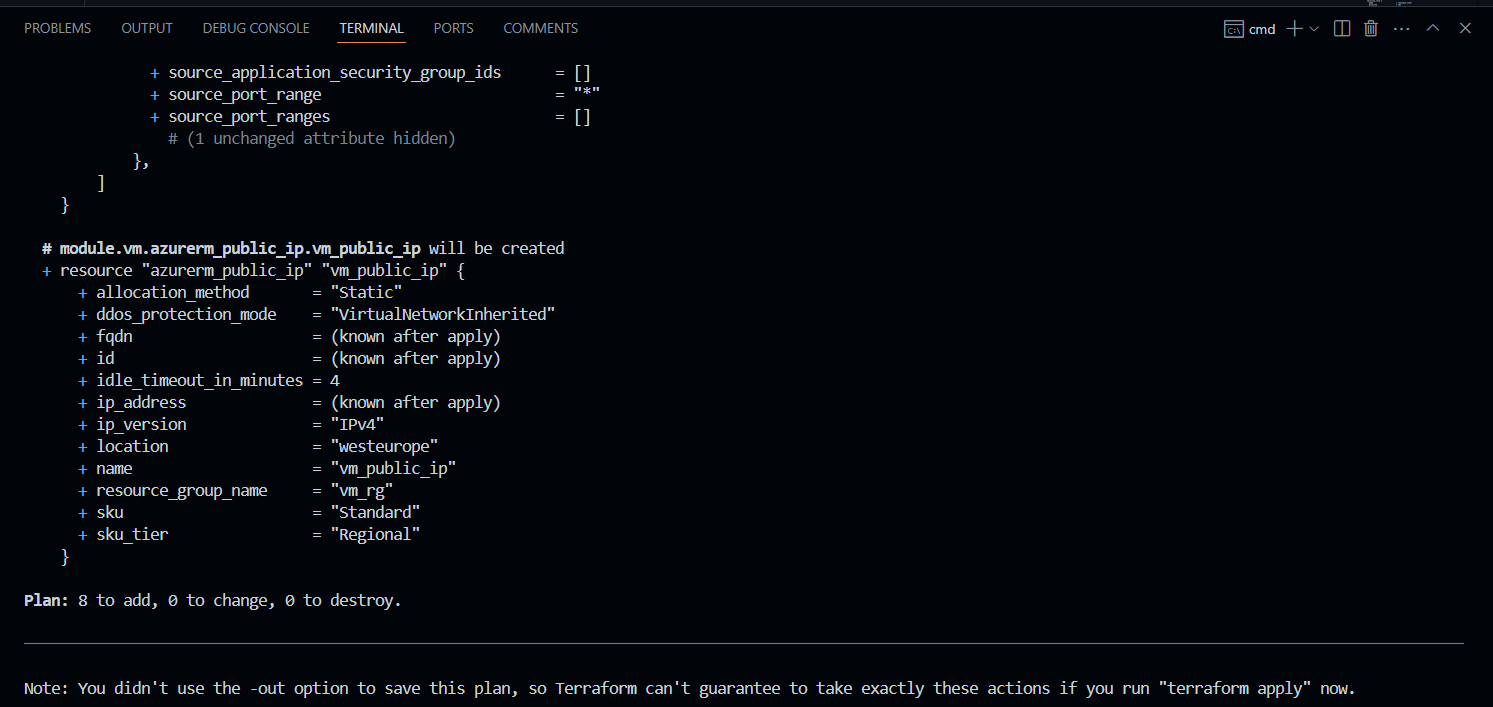 PROBLEMS OUTPUT DEBUG CONSOLE TERMINAL PORTS COMMENTS cmd
+ source_application_security_group_ids = []
+ source_port_range = "*"
+ source_port_ranges = []
# (1 unchanged attribute hidden)
},
]
}
# module.vm.azurerm_public_ip.vm_public_ip will be created
+ resource "azurerm_public_ip" "vm_public_ip" {
+ allocation_method = "Static"
+ ddos_protection_mode = "VirtualNetworkInherited"
+ fqdn = (known after apply)
+ id = (known after apply)
+ idle_timeout_in_minutes = 4
+ ip_address = (known after apply)
+ ip_version = "IPv4"
+ location = "westeurope"
+ name = "vm_public_ip"
+ resource_group_name = "vm_rg"
+ sku = "Standard"
+ sku_tier = "Regional"
}
Plan: 8 to add, 0 to change, 0 to destroy.
Note: You didn't use the -out option to save this plan, so Terraform can't guarantee to take exactly these actions if you run "terraform apply" now.